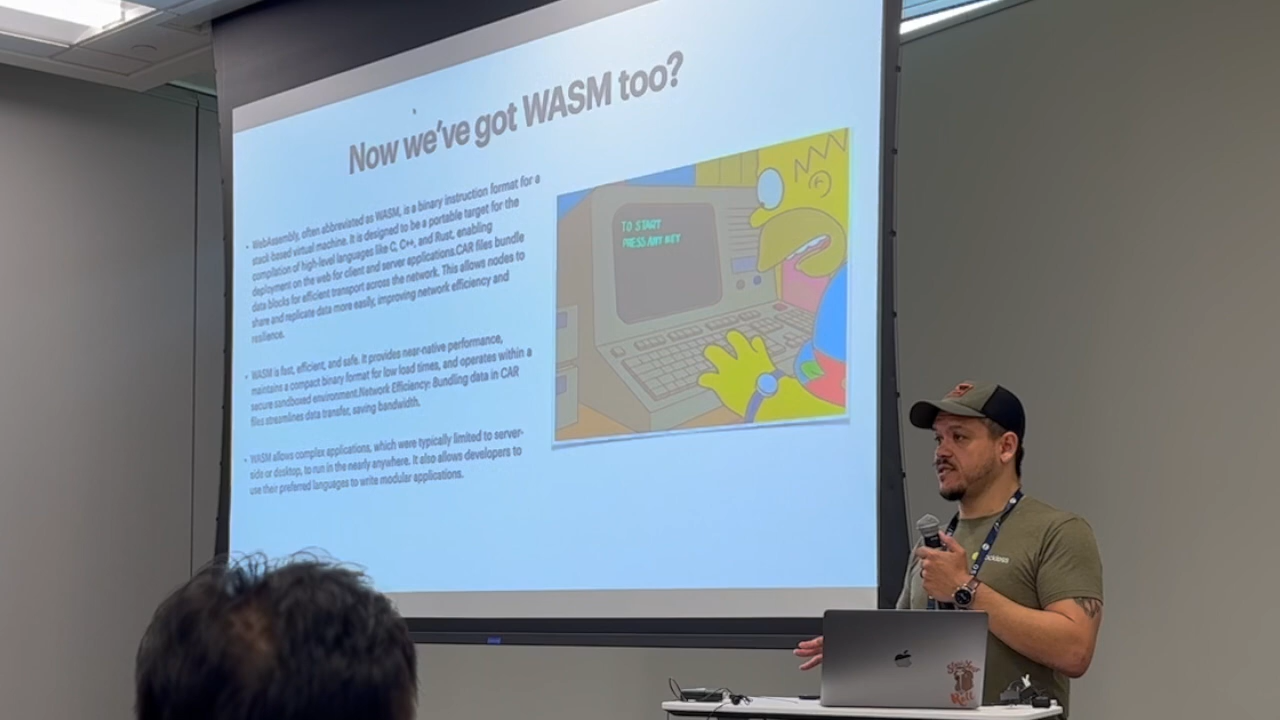 Now we've got WASM too?
• WebAssembly, often abbreviated as WASM, is a binary instruction format for a
stack-based virtual machine. It is designed to be a portable target for the
compilation of high-level languages like C, C++, and Rust, enabling
deployment on the web for client and server applications.CAR files bundle
data blocks for efficient transport across the network. This allows nodes to
share and replicate data more easily, improving network efficiency and
resilience.
• WASM is fast, efficient, and safe. It provides near-native performance,
maintains a compact binary format for low load times, and operates within a
secure sandboxed environment.Network Efficiency: Bundling data in CAR
files streamlines data transfer, saving bandwidth.
• WASM allows complex applications, which were typically limited to server-
side or desktop, to run in the nearly anywhere. It also allows developers to
use their preferred languages to write modular applications.
TO START
PRESS ANY KEY